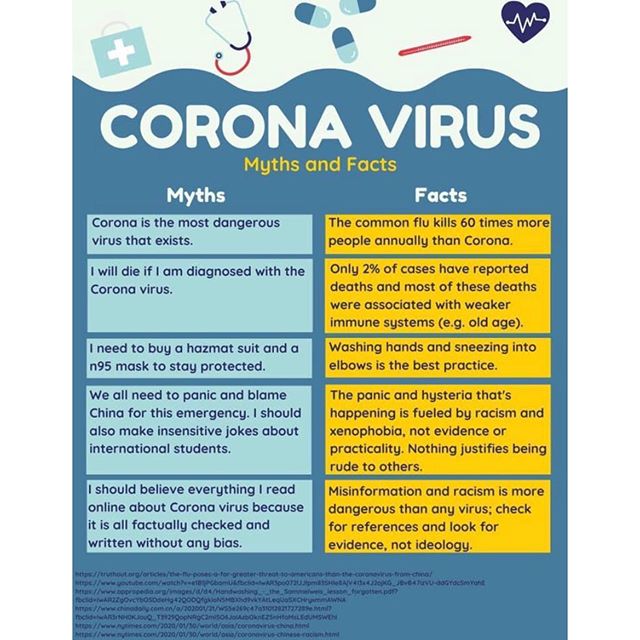 CORONA VIRUS
Myths and Facts
Myths
Corona is the most dangerous
virus that exists.
I will die if I am diagnosed with the
Corona virus.
I need to buy a hazmat suit and a
n95 mask to stay protected.
We all need to panic and blame
China for this emergency. I should
also make insensitive jokes about
international students.
I should believe everything I read
online about Corona virus because
it is all factually checked and
written without any bias.
Facts
The common flu kills 60 times more
people annually than Corona.
Only 2% of cases have reported
deaths and most of these deaths
were associated with weaker
immune systems (e.g. old age).
Washing hands and sneezing into
elbows is the best practice.
The panic and hysteria that's
happening is fueled by racism and
xenophobia, not evidence or
practicality. Nothing justifies being
rude to others.
Misinformation and racism is more
dangerous than any virus; check
for references and look for
evidence, not ideology.
https://truthout.org/articles/the-flu-poses-a-far-greater-threat-to-americans-than-the-coronavirus-from-china/
https://www.nytimes.com/2020/01/30/world/asia/coronavirus-china.html
https://www.nytimes.com/2020/01/30/world/asia/coronavirus-chinese-racism.html